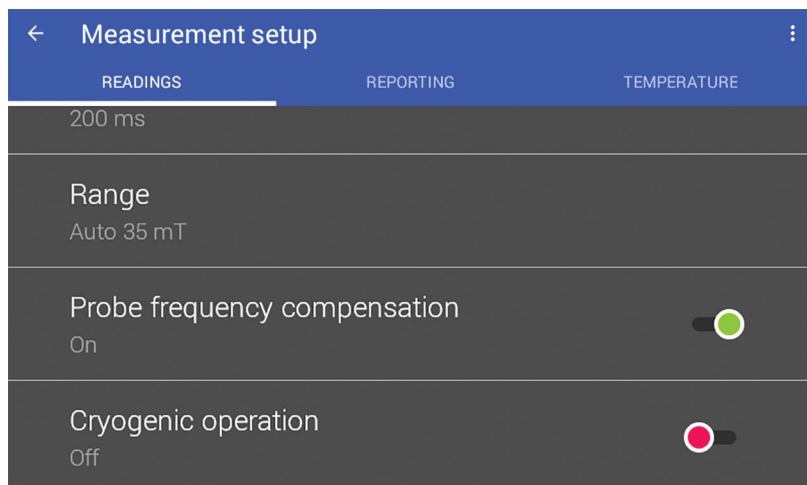 Measurement setup
READINGS REPORTING TEMPERATURE
200 ms
Range
Auto 35 mT
Probe frequency compensation
On
Cryogenic operation
Off